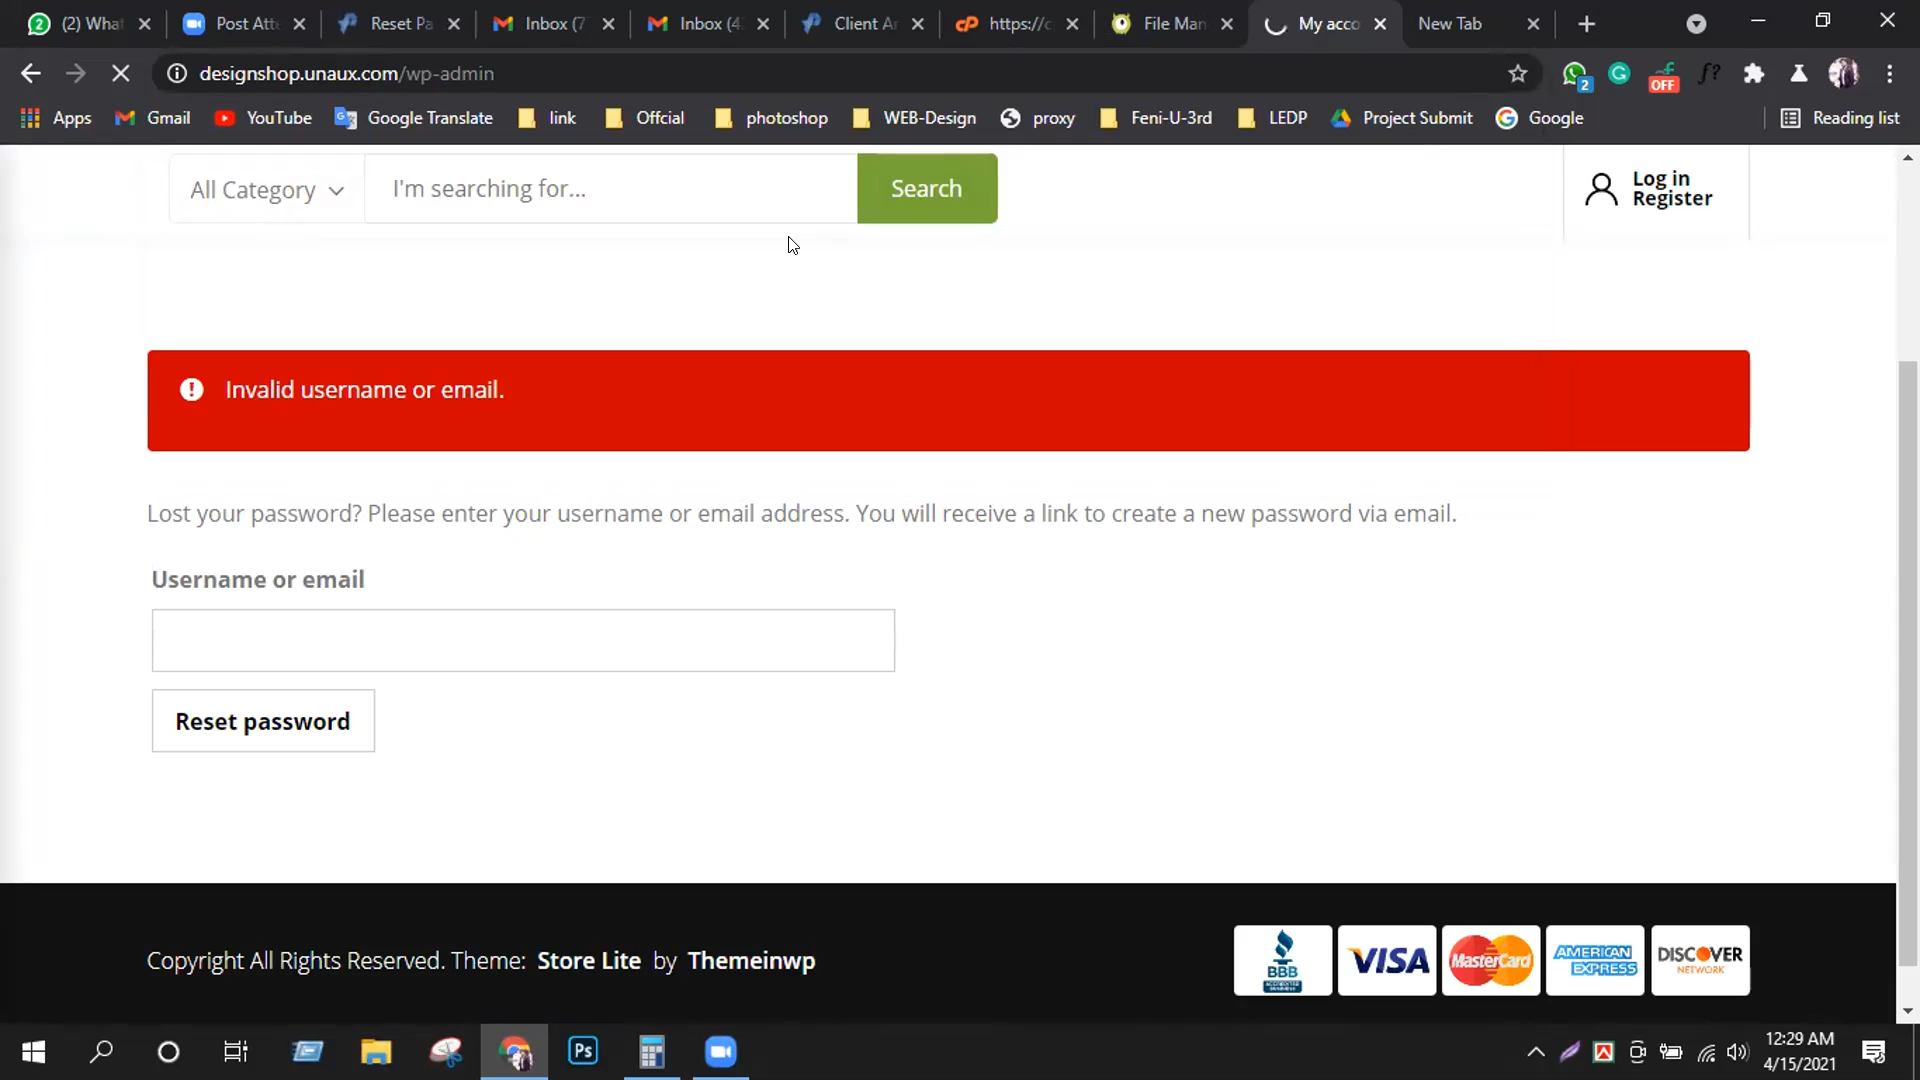 (2) What
Post Att
Reset Pa
Inbox (7
Inbox (4
Client A
https://c
File Man
My acco
New Tab
designshop.unaux.com/wp-admin
2
OFF
f?
Apps
Gmail
YouTube
Google Translate
link
Offcial
photoshop
WEB-Design
proxy
Feni-U-3rd
LEDP
Project Submit
Google
Reading list
All Category
I'm searching for...
Search
Log in
Register
Invalid username or email.
Lost your password? Please enter your username or email address. You will receive a link to create a new password via email.
Username or email
Reset password
Copyright All Rights Reserved. Theme: Store Lite by Themeinwp
BBB
VISA
MasterCard
AMERICAN
EXPRESS
DISCOVER
NETWORK
Ps
12:29 AM
4/15/2021